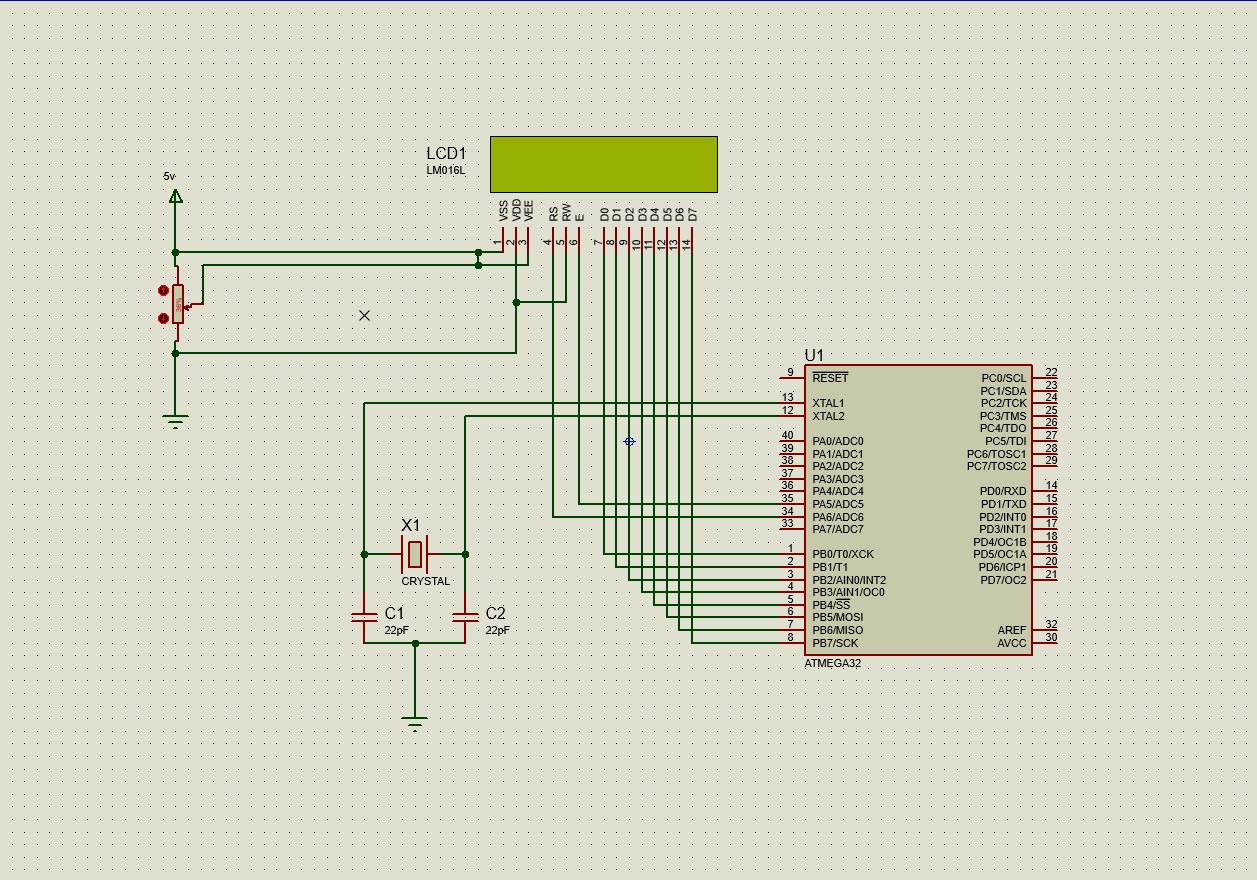 LCD1
LM016L
5v
VSS
VDD
VEE
RS
RW
E
D0
D1
D2
D3
D4
D5
D6
D7
1
2
3
4
5
6
7
8
9
10
11
12
13
14
U1
9 RESET
13 XTAL1
12 XTAL2
40 PA0/ADC0
39 PA1/ADC1
38 PA2/ADC2
37 PA3/ADC3
36 PA4/ADC4
35 PA5/ADC5
34 PA6/ADC6
33 PA7/ADC7
1 PB0/T0/XCK
2 PB1/T1
3 PB2/AIN0/INT2
4 PB3/AIN1/OC0
5 PB4/SS
6 PB5/MOSI
7 PB6/MISO
8 PB7/SCK
PC0/SCL 22
PC1/SDA 23
PC2/TCK 24
PC3/TMS 25
PC4/TDO 26
PC5/TDI 27
PC6/TOSC1 28
PC7/TOSC2 29
PD0/RXD 14
PD1/TXD 15
PD2/INT0 16
PD3/INT1 17
PD4/OC1B 18
PD5/OC1A 19
PD6/ICP1 20
PD7/OC2 21
AREF 32
AVCC 30
ATMEGA32
X1
CRYSTAL
C1
22pF
C2
22pF